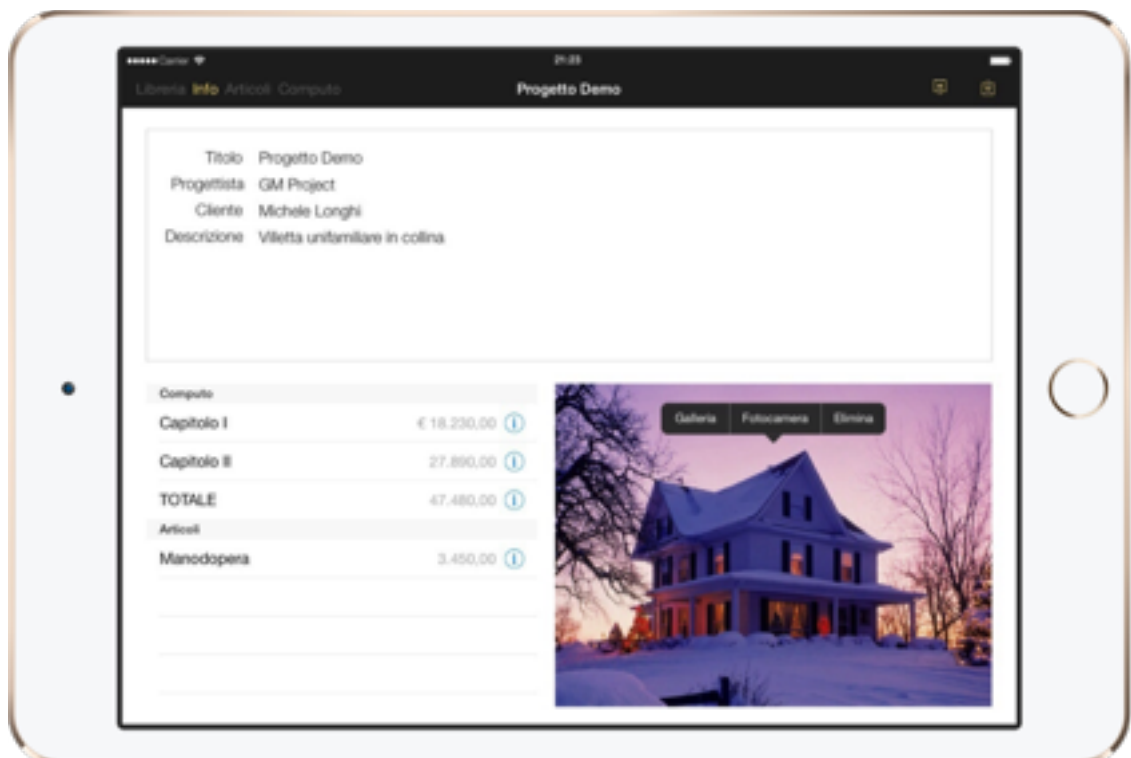 Carrier 21:23
Libreria Info Articoli Computo Progetto Demo
Titolo Progetto Demo
Progettista GM Project
Cliente Michele Longhi
Descrizione Villetta unifamiliare in collina
Computo
Capitolo I € 18.230,00
Capitolo II 27.890,00
TOTALE 47.480,00
Articoli
Manodopera 3.450,00
Galleria Fotocamera Elimina